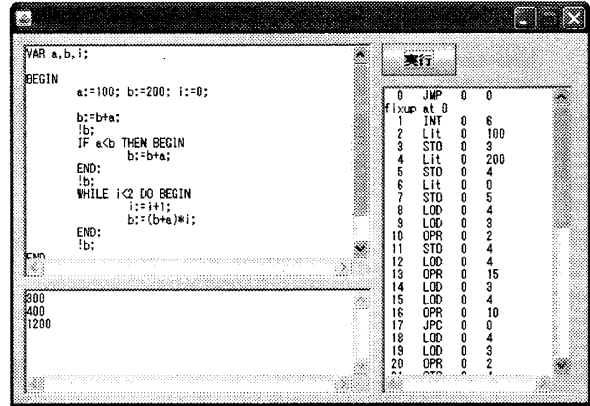 VAR a,b,i;
BEGIN
a:=100; b:=200; i:=0;
b:=b+a;
!b;
IF a<b THEN BEGIN
b:=b+a;
END;
!b;
WHILE i<2 DO BEGIN
i:=i+1;
b:=(b+a)*i;
END;
!b;
END
300
400
1200
実行
0 JMP 0 0
fixup at 0
1 INT 0 6
2 Lit 0 100
3 STO 0 3
4 Lit 0 200
5 STO 0 4
6 Lit 0 0
7 STO 0 5
8 LOD 0 4
9 LOD 0 3
10 OPR 0 2
11 STO 0 4
12 LOD 0 4
13 OPR 0 15
14 LOD 0 3
15 LOD 0 4
16 OPR 0 10
17 JPC 0 0
18 LOD 0 4
19 LOD 0 3
20 OPR 0 2